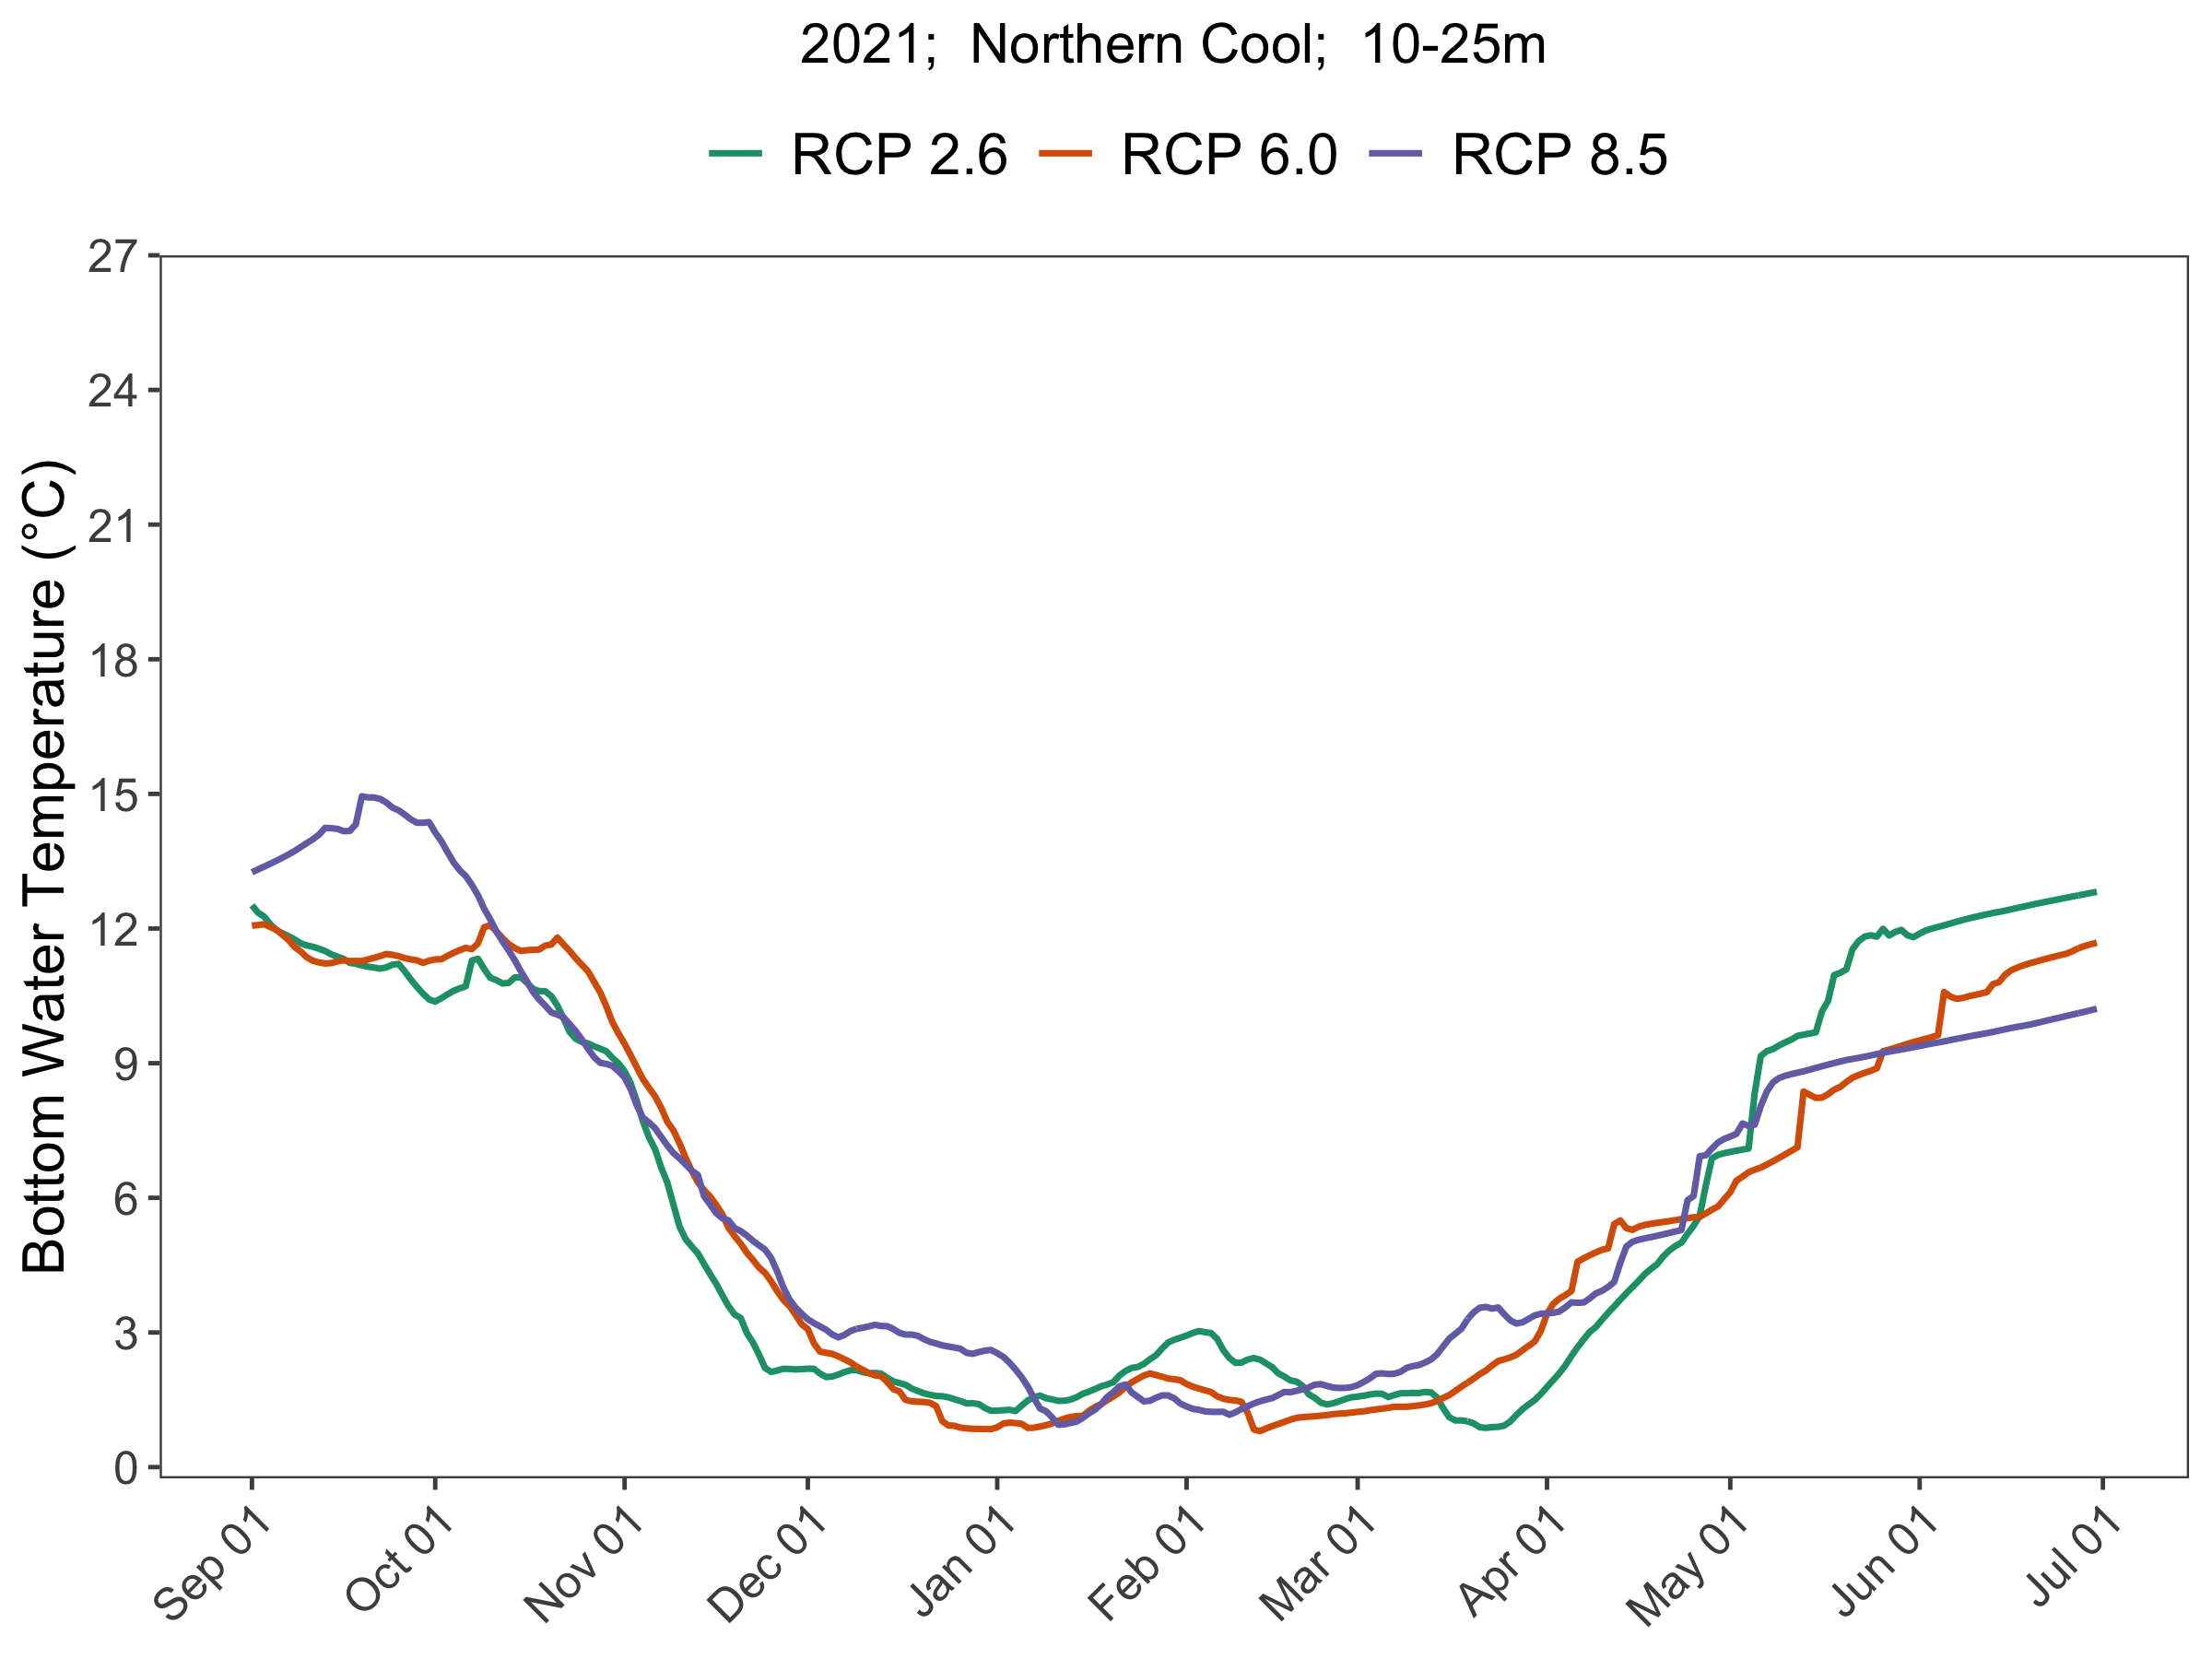 2021;  Northern Cool;  10-25m
RCP 2.6 RCP 6.0 RCP 8.5
Bottom Water Temperature (°C)
27
24
21
18
15
12
9
6
3
0
Sep 01 Oct 01 Nov 01 Dec 01 Jan 01 Feb 01 Mar 01 Apr 01 May 01 Jun 01 Jul 01